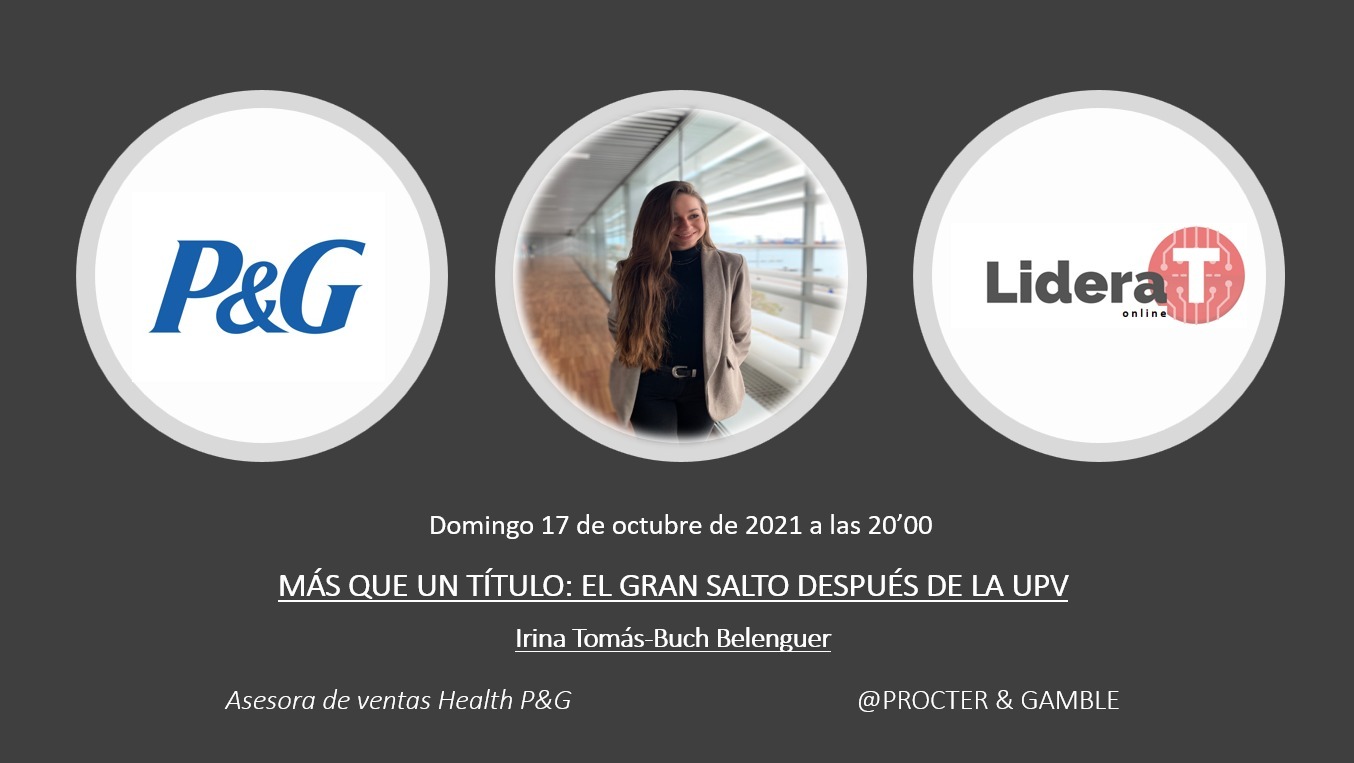 P&G
LideraT
online
Domingo 17 de octubre de 2021 a las 20’00
MÁS QUE UN TÍTULO: EL GRAN SALTO DESPUÉS DE LA UPV
Irina Tomás-Buch Belenguer
Asesora de ventas Health P&G
@PROCTER & GAMBLE